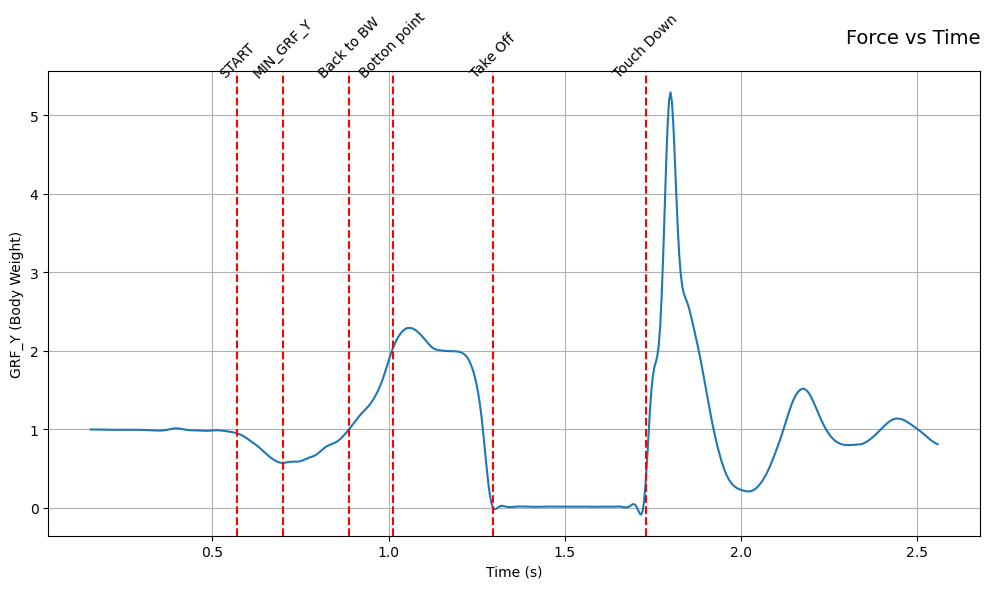 Force vs Time
START
MIN_GRF_Y
Back to BW
Botton point
Take Off
Touch Down
GRF_Y (Body Weight)
5
4
3
2
1
0
0.5
1.0
1.5
2.0
2.5
Time (s)